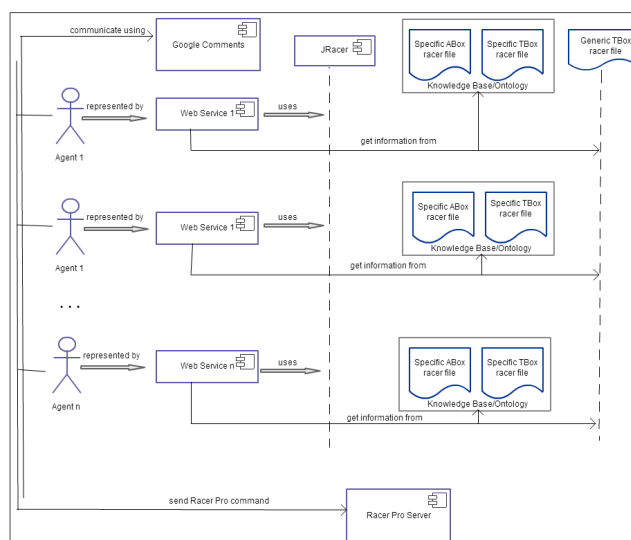 communicate using
Google Comments
JRacer
Specific ABox
racer file
Specific TBox
racer file
Generic TBox
racer file
Knowledge Base/Ontology
represented by
Web Service 1
uses
Agent 1
get information from
Specific ABox
racer file
Specific TBox
racer file
Knowledge Base/Ontology
represented by
Web Service 1
uses
Agent 1
get information from
...
Specific ABox
racer file
Specific TBox
racer file
Knowledge Base/Ontology
represented by
Web Service n
uses
Agent n
get information from
send Racer Pro command
Racer Pro Server